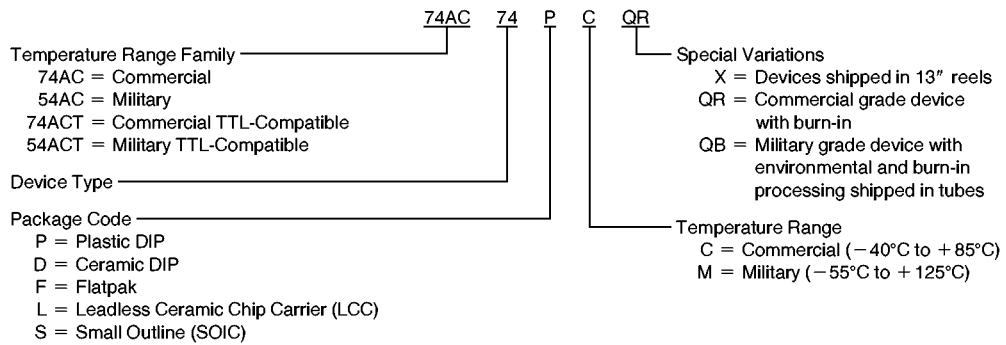 74AC 74 P C QR
Temperature Range Family
74AC = Commercial
54AC = Military
74ACT = Commercial TTL-Compatible
54ACT = Military TTL-Compatible
Device Type
Package Code
P = Plastic DIP
D = Ceramic DIP
F = Flatpak
L = Leadless Ceramic Chip Carrier (LCC)
S = Small Outline (SOIC)
Special Variations
X = Devices shipped in 13″ reels
QR = Commercial grade device
with burn-in
QB = Military grade device with
environmental and burn-in
processing shipped in tubes
Temperature Range
C = Commercial (−40°C to +85°C)
M = Military (−55°C to +125°C)